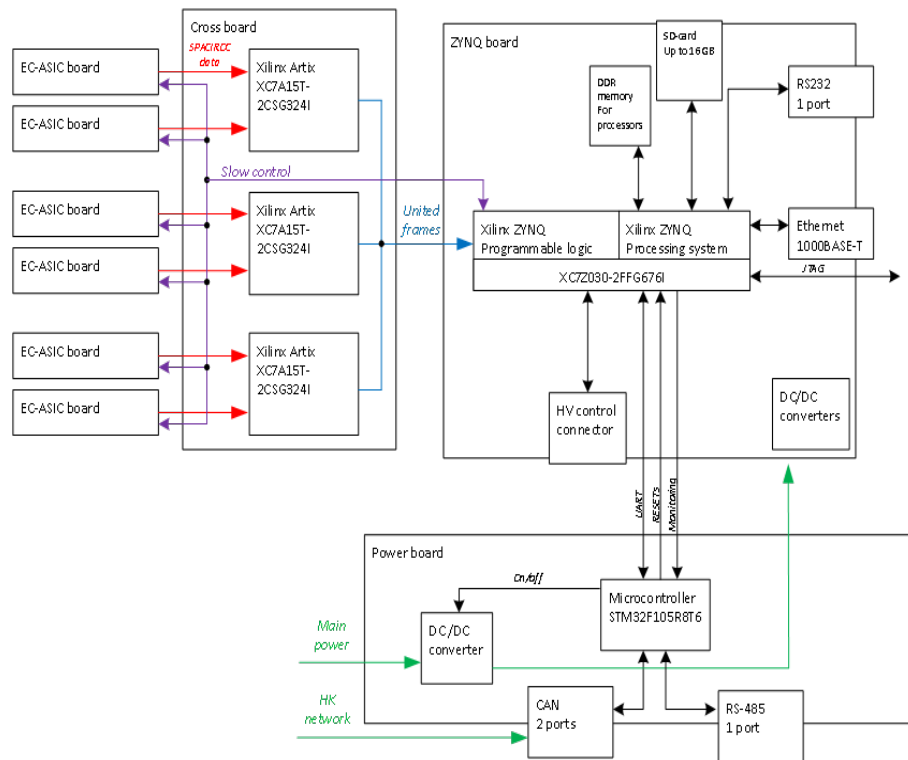 Cross board
SPACIROC
data
EC-ASIC board
EC-ASIC board
EC-ASIC board
EC-ASIC board
EC-ASIC board
EC-ASIC board
Xilinx Artix
XC7A15T-
2CSG324I
Xilinx Artix
XC7A15T-
2CSG324I
Xilinx Artix
XC7A15T-
2CSG324I
Slow control
United
frames
ZYNQ board
DDR
memory
For
processors
SD-card
Up to 16GB
RS232
1 port
Xilinx ZYNQ
Programmable logic
Xilinx ZYNQ
Processing system
XC7Z030-2FFG676I
Ethernet
1000BASE-T
JTAG
HV control
connector
DC/DC
converters
UART
RESETs
Monitoring
Power board
On/off
Microcontroller
STM32F105R8T6
Main
power
DC/DC
converter
HK
network
CAN
2 ports
RS-485
1 port